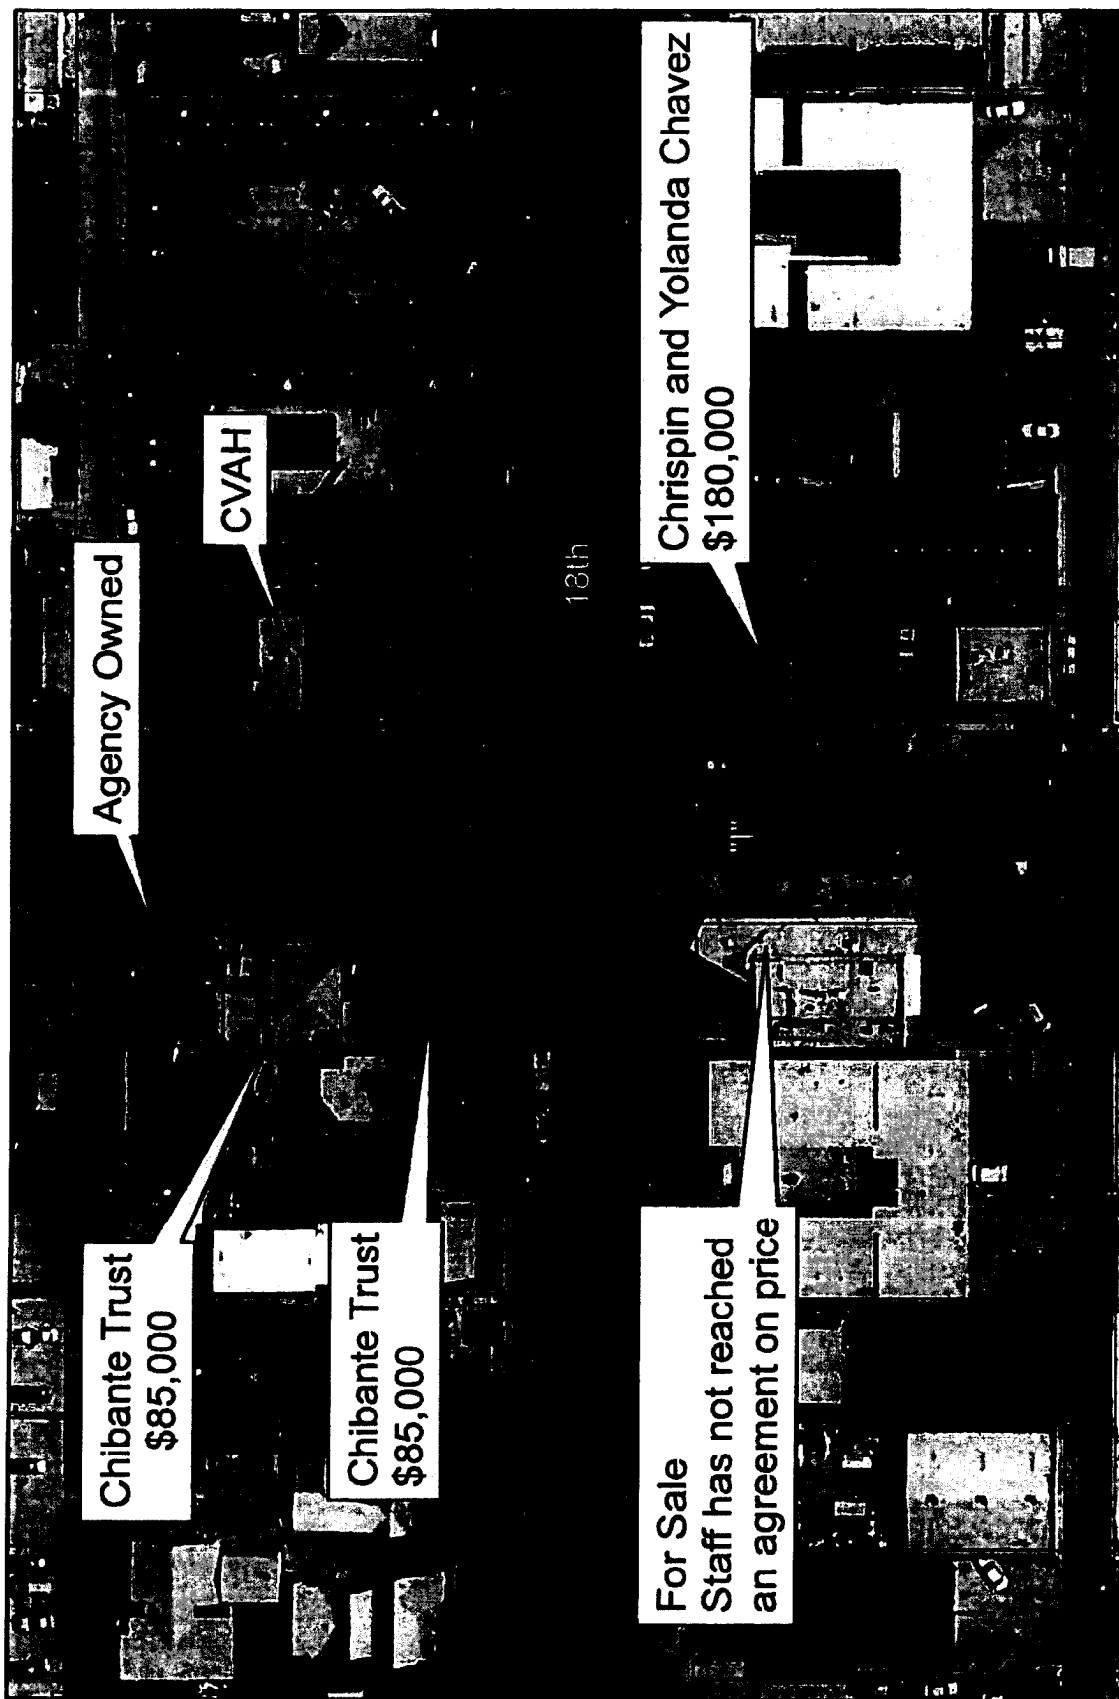 Agency Owned
CVAH
Chibante Trust
$85,000
Chibante Trust
$85,000
18th
Chrispin and Yolanda Chavez
$180,000
For Sale
Staff has not reached
an agreement on price